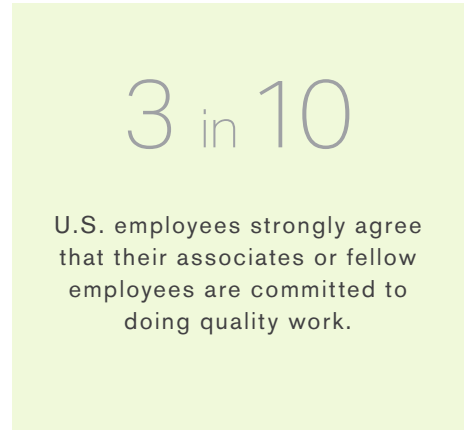 3 in 10
U.S. employees strongly agree
that their associates or fellow
employees are committed to
doing quality work.